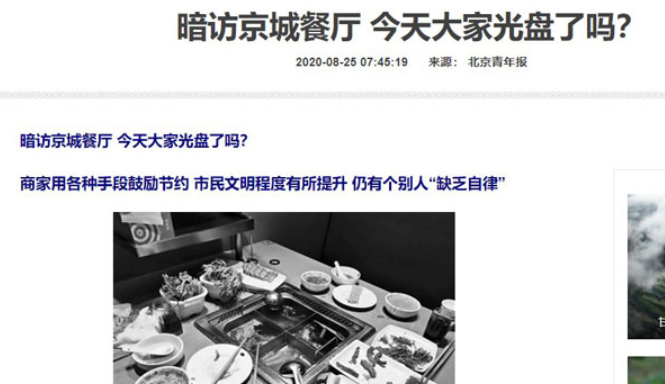 暗访京城餐厅 今天大家光盘了吗?
2020-08-25 07:45:19 来源: 北京青年报
暗访京城餐厅 今天大家光盘了吗?
商家用各种手段鼓励节约 市民文明程度有所提升 仍有个别人“缺乏自律”